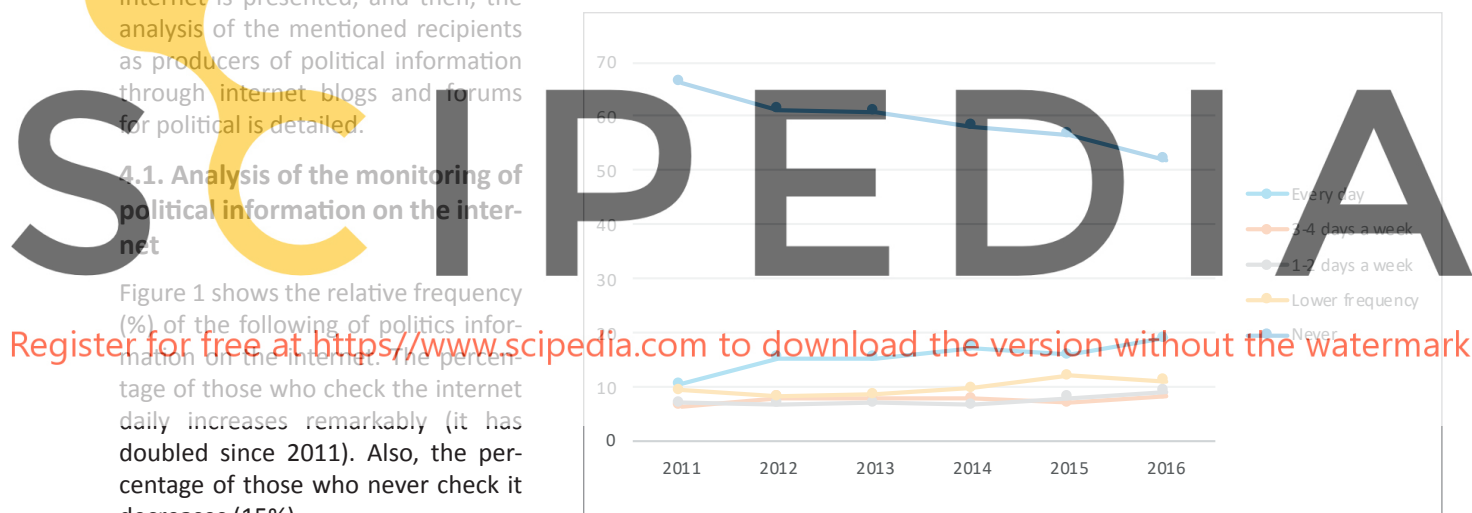 internet is presented, and then, the
analysis of the mentioned recipients
as producers of political information
through internet blogs and forums
for political is detailed.
4.1. Analysis of the monitoring of
political information on the inter-
net
Figure 1 shows the relative frequency
(%) of the following of politics infor-
mation on the internet. The percen-
tage of those who check the internet
daily increases remarkably (it has
doubled since 2011). Also, the per-
centage of those who never check it
decreases (15%)
70
60
50
40
30
20
10
0
2011 2012 2013 2014 2015 2016
Every day
3-4 days a week
1-2 days a week
Lower frequency
Never
SCIPEDIA
Register for free at https://www.scipedia.com to download the version without the watermark